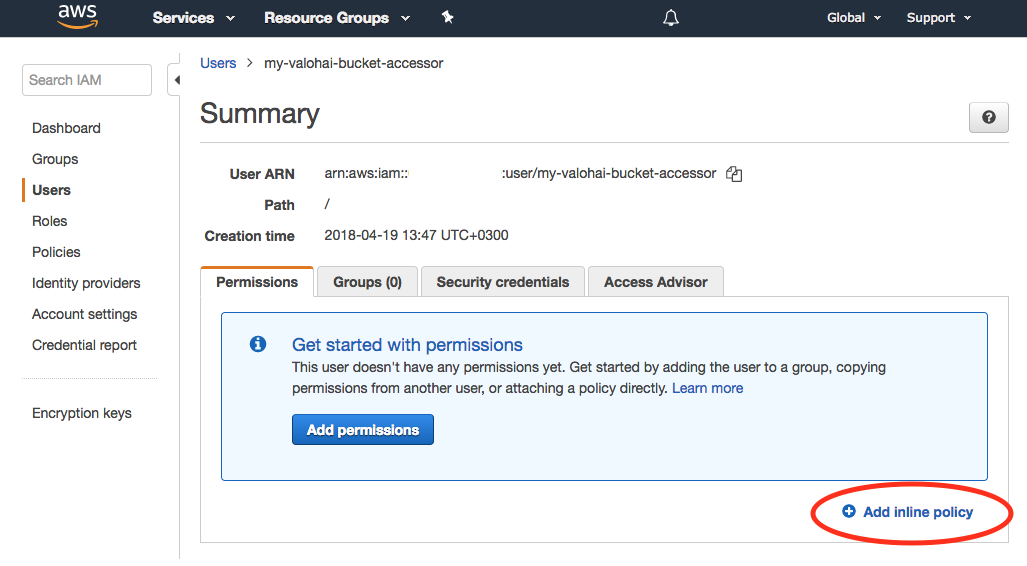 aws
Services
Resource Groups
Global
Support
Search IAM
Dashboard
Groups
Users
Roles
Policies
Identity providers
Account settings
Credential report
Encryption keys
Users > my-valohai-bucket-accessor
Summary
?
User ARN arn:aws:iam:: :user/my-valohai-bucket-accessor
Path /
Creation time 2018-04-19 13:47 UTC+0300
Permissions
Groups (0)
Security credentials
Access Advisor
Get started with permissions
This user doesn't have any permissions yet. Get started by adding the user to a group, copying
permissions from another user, or attaching a policy directly. Learn more
Add permissions
Add inline policy